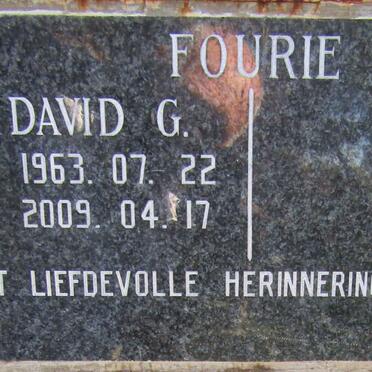 FOURIE
DAVID G.
1963. 07. 22
2009. 04. 17
T LIEFDEVOLLE HERINNERING